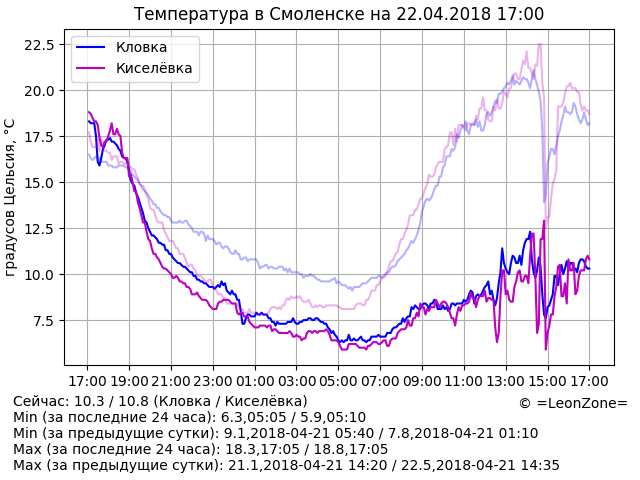 Температура в Смоленске на 22.04.2018 17:00
Кловка
Киселёвка
градусов Цельсия, °C
22.5
20.0
17.5
15.0
12.5
10.0
7.5
17:00 19:00 21:00 23:00 01:00 03:00 05:00 07:00 09:00 11:00 13:00 15:00 17:00
Сейчас: 10.3 / 10.8 (Кловка / Киселёвка)
© =LeonZone=
Min (за последние 24 часа): 6.3,05:05 / 5.9,05:10
Min (за предыдущие сутки): 9.1,2018-04-21 05:40 / 7.8,2018-04-21 01:10
Max (за последние 24 часа): 18.3,17:05 / 18.8,17:05
Max (за предыдущие сутки): 21.1,2018-04-21 14:20 / 22.5,2018-04-21 14:35